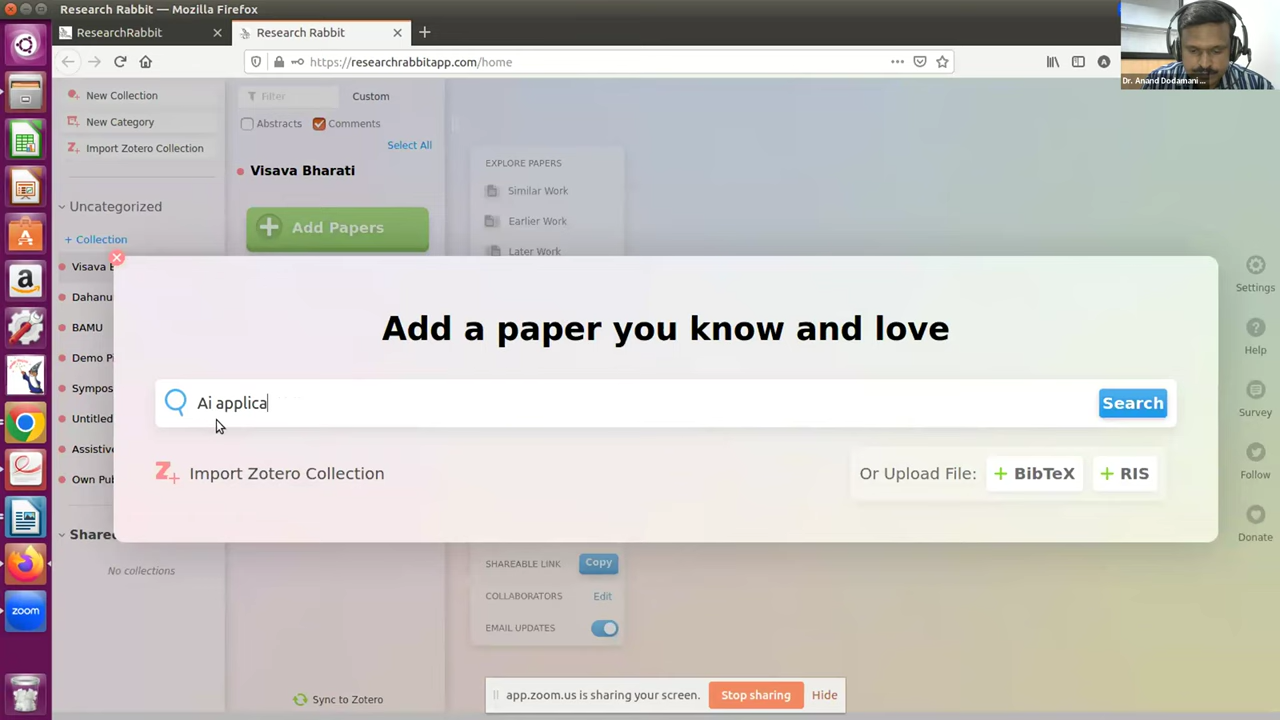 Research Rabbit — Mozilla Firefox
ResearchRabbit
Research Rabbit
https://researchrabbitapp.com/home
Dr. Anand Dodamani ...
New Collection
New Category
Import Zotero Collection
Uncategorized
+ Collection
Visava B
Dahanu
BAMU
Demo P
Sympos
Untitled
Assistive
Own Pub
Share
No collections
Filter
Custom
Abstracts
Comments
Select All
Visava Bharati
Add Papers
EXPLORE PAPERS
Similar Work
Earlier Work
Later Work
Add a paper you know and love
Ai applica
Search
Import Zotero Collection
Or Upload File:
+ BibTeX
+ RIS
SHAREABLE LINK
Copy
COLLABORATORS
Edit
EMAIL UPDATES
Sync to Zotero
Settings
Help
Survey
Follow
Donate
zoom
app.zoom.us is sharing your screen.
Stop sharing
Hide